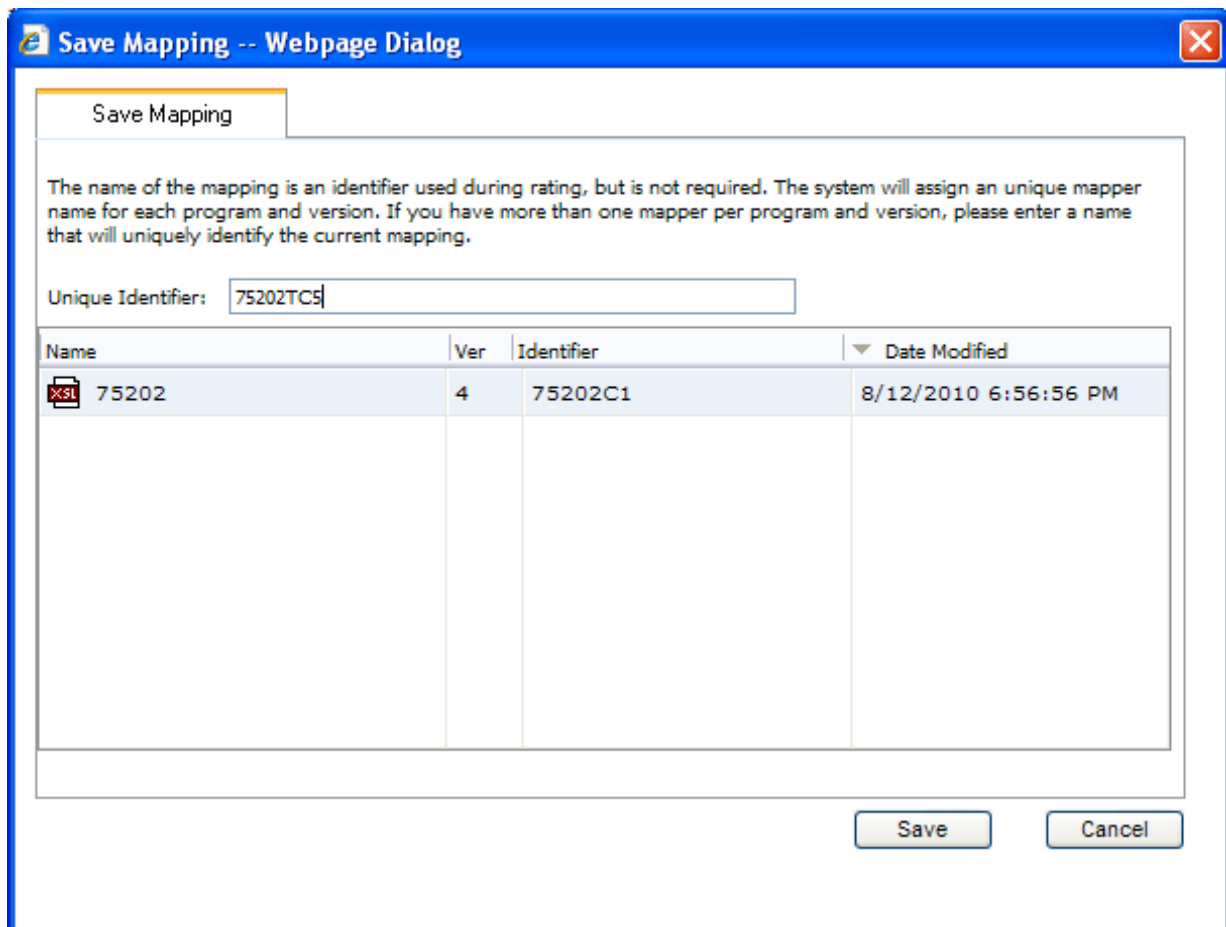 Save Mapping -- Webpage Dialog
Save Mapping
The name of the mapping is an identifier used during rating, but is not required. The system will assign an unique mapper
name for each program and version. If you have more than one mapper per program and version, please enter a name
that will uniquely identify the current mapping.
Unique Identifier: 75202TC5
Name Ver Identifier Date Modified
XSL 75202 4 75202C1 8/12/2010 6:56:56 PM
Save Cancel